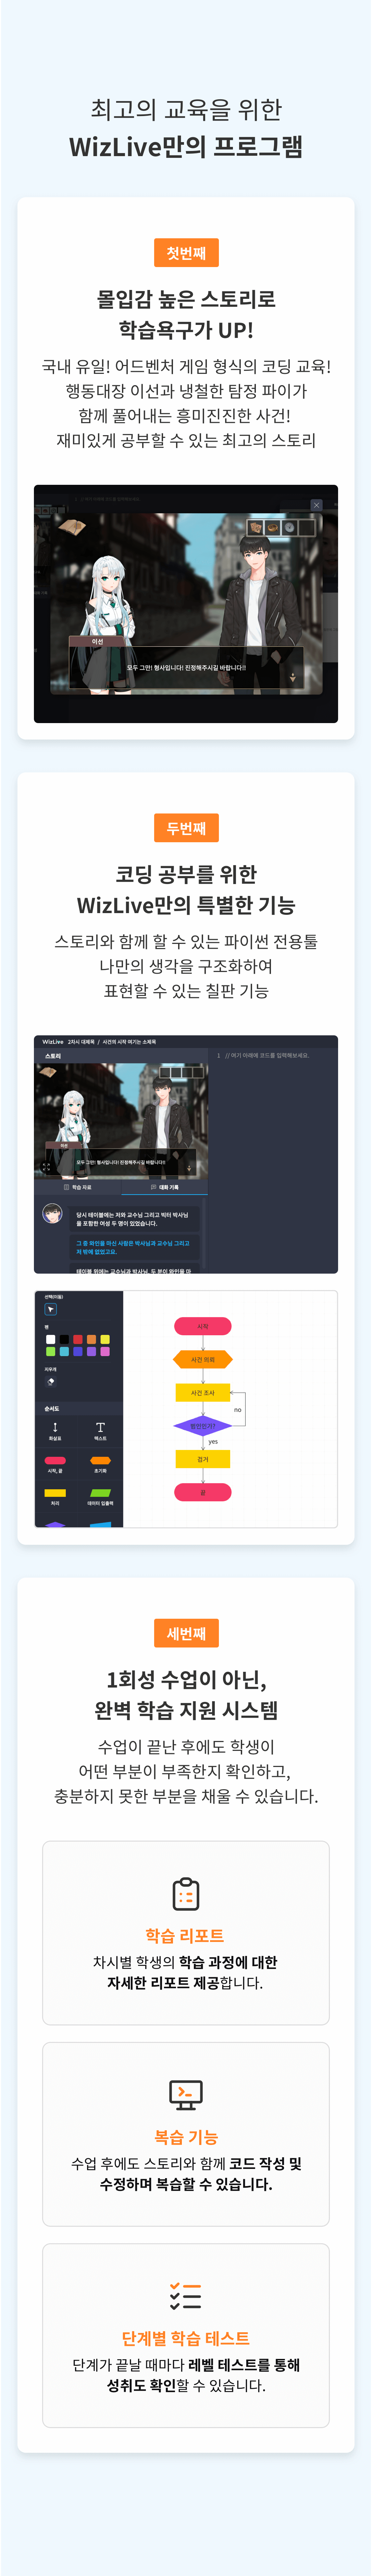 최고의 교육을 위한
WizLive만의 프로그램
첫번째
몰입감 높은 스토리로
학습욕구가 UP!
국내 유일! 어드벤처 게임 형식의 코딩 교육!
행동대장 이선과 냉철한 탐정 파이가
함께 풀어내는 흥미진진한 사건!
재미있게 공부할 수 있는 최고의 스토리
이선
모두 그만! 형사입니다! 진정해주시길 바랍니다!!
두번째
코딩 공부를 위한
WizLive만의 특별한 기능
스토리와 함께 할 수 있는 파이썬 전용툴
나만의 생각을 구조화하여
표현할 수 있는 칠판 기능
WizLive 2차시 대제목 / 사건의 시작 여기는 소제목
스토리
1 // 여기 아래에 코드를 입력해보세요.
이선
모두 그만! 형사입니다! 진정해주시길 바랍니다!!
학습 자료
대화 기록
당시 테이블에는 저와 교수님 그리고 빅터 박사님
을 포함한 여성 두 명이 있었습니다.
그 중 와인을 마신 사람은 박사님과 교수님 그리고
저 밖에 없었고요.
테이블 위에는 교수님과 박사님, 두 분이 와인을 마
선택(이동)
펜
지우개
순서도
화살표
텍스트
시작, 끝
초기화
처리
데이터 입출력
시작
사건 의뢰
사건 조사
no
범인인가?
yes
검거
끝
세번째
1회성 수업이 아닌,
완벽 학습 지원 시스템
수업이 끝난 후에도 학생이
어떤 부분이 부족한지 확인하고,
충분하지 못한 부분을 채울 수 있습니다.
학습 리포트
차시별 학생의 학습 과정에 대한
자세한 리포트 제공합니다.
복습 기능
수업 후에도 스토리와 함께 코드 작성 및
수정하며 복습할 수 있습니다.
단계별 학습 테스트
단계가 끝날 때마다 레벨 테스트를 통해
성취도 확인할 수 있습니다.